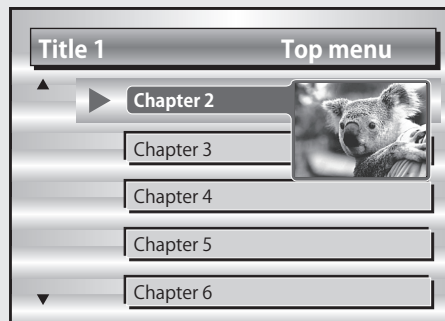 Title 1 Top menu
Chapter 2
Chapter 3
Chapter 4
Chapter 5
Chapter 6